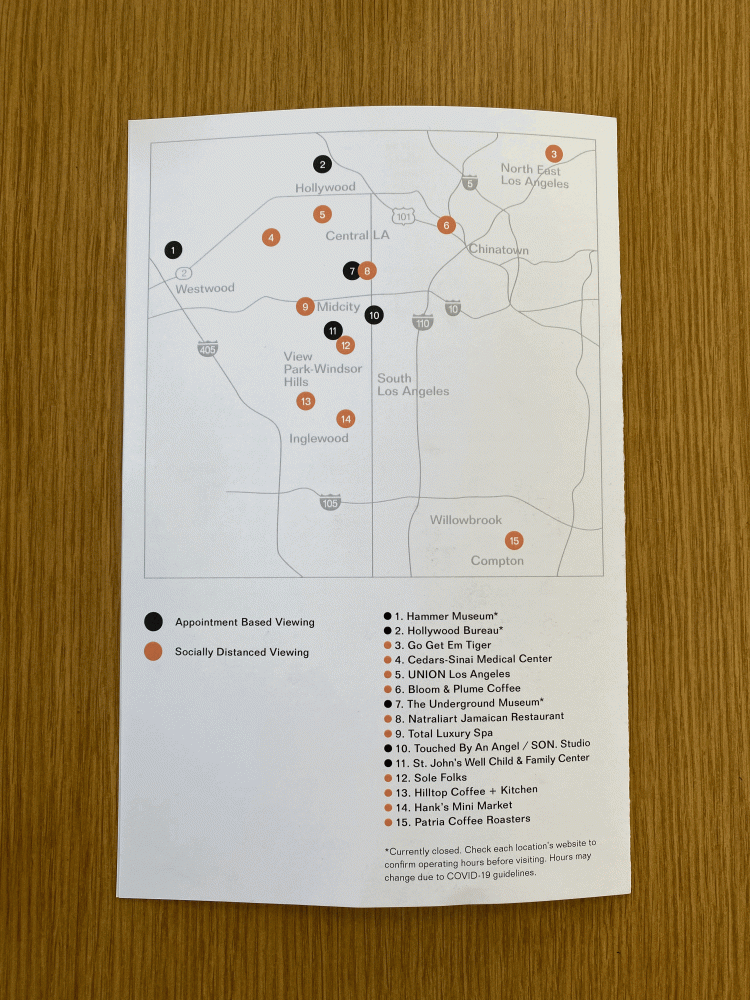 2
3
North East
Los Angeles
5
Hollywood
5
101
6
4
Central LA
1
Chinatown
2
7
8
Westwood
9
Midcity
10
10
110
11
12
405
View
Park-Windsor
Hills
South
Los Angeles
13
14
Inglewood
105
Willowbrook
15
Compton
Appointment Based Viewing
Socially Distanced Viewing
1. Hammer Museum*
2. Hollywood Bureau*
3. Go Get Em Tiger
4. Cedars-Sinai Medical Center
5. UNION Los Angeles
6. Bloom & Plume Coffee
7. The Underground Museum*
8. Natraliart Jamaican Restaurant
9. Total Luxury Spa
10. Touched By An Angel / SON. Studio
11. St. John's Well Child & Family Center
12. Sole Folks
13. Hilltop Coffee + Kitchen
14. Hank's Mini Market
15. Patria Coffee Roasters
*Currently closed. Check each location's website to
confirm operating hours before visiting. Hours may
change due to COVID-19 guidelines.